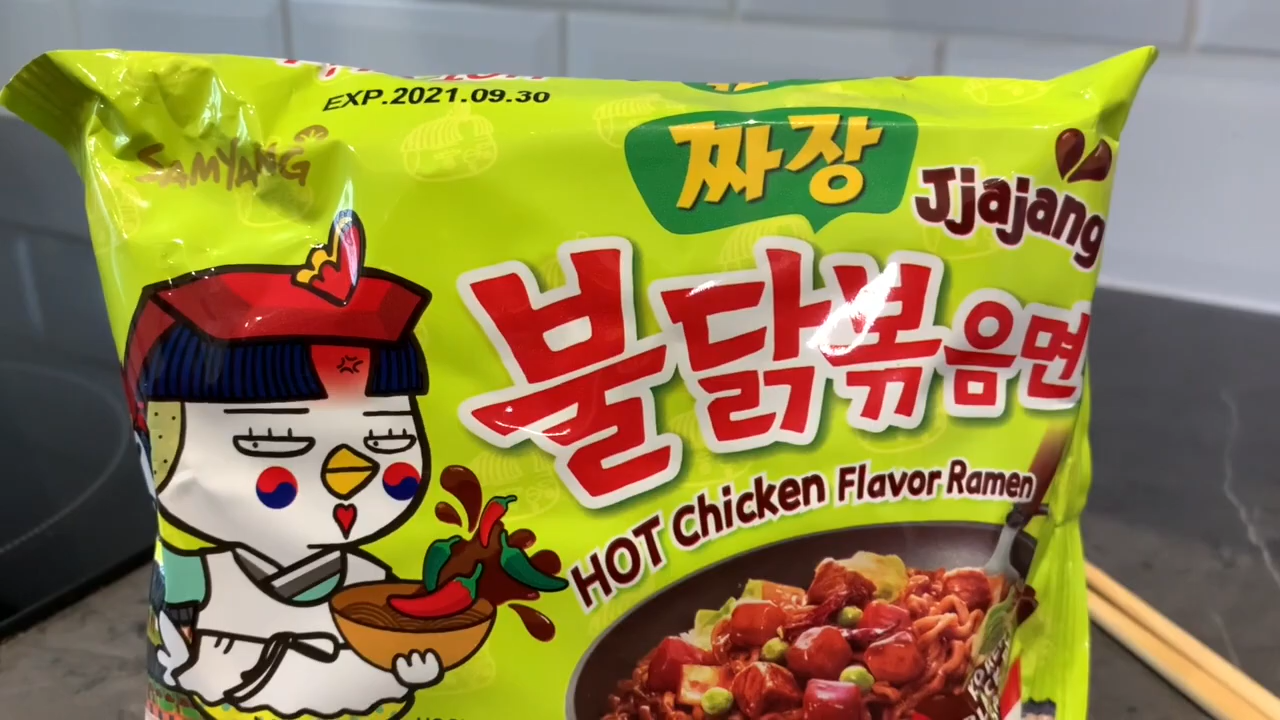 EXP.2021.09.30
SAMYANG
짜장
Jjajang
불닭볶음면
HOT Chicken Flavor Ramen